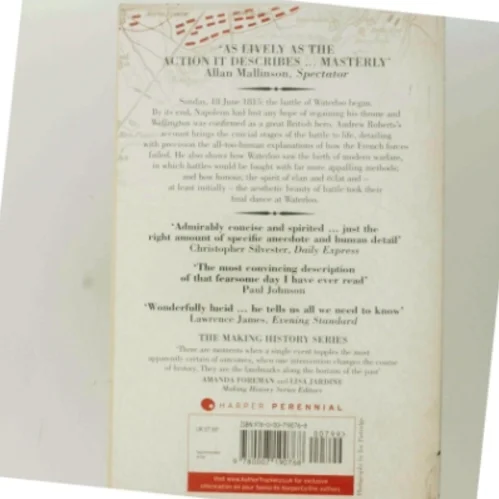 'AS LIVELY AS THE
ACTION IT DESCRIBES ... MASTERLY'
Allan Mallinson, Spectator
Sunday, 18 June 1815: the battle of Waterloo began.
By its end, Napoleon had lost any hope of regaining his throne and
Wellington was confirmed as a great British hero. Andrew Roberts's
account brings the crucial stages of the battle to life, detailing
with precision the all-too-human explanations of how the French forces
failed. He also shows how Waterloo saw the birth of modern warfare,
in which battles would be fought with far more appalling methods;
and how honour, the spirit of élan and éclat and –
at least initially – the aesthetic beauty of battle took their
final dance at Waterloo.
'Admirably concise and spirited ... just the
right amount of specific anecdote and human detail'
Christopher Silvester, Daily Express
'The most convincing description
of that fearsome day I have ever read'
Paul Johnson
'Wonderfully lucid ... he tells us all we need to know'
Lawrence James, Evening Standard
THE MAKING HISTORY SERIES
'There are moments when a single event topples the most
apparently certain of outcomes, when one intervention changes the course
of history. They are the landmarks along the horizon of the past'
AMANDA FOREMAN and LISA JARDINE
Making History Series Editors
HARPER PERENNIAL
00799